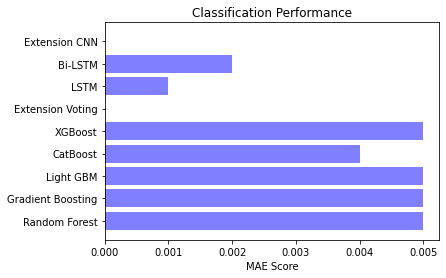 Classification Performance
Extension CNN
Bi-LSTM
LSTM
Extension Voting
XGBoost
CatBoost
Light GBM
Gradient Boosting
Random Forest
0.000 0.001 0.002 0.003 0.004 0.005
MAE Score